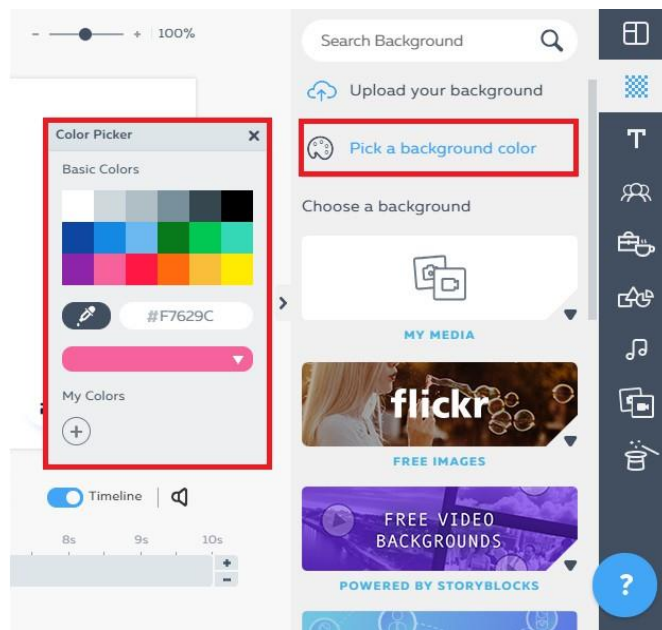 - + 100%
Color Picker X
Basic Colors
#F7629C
My Colors
+
Timeline
8s 9s 10s
+
-
Search Background
Upload your background
Pick a background color
Choose a background
MY MEDIA
flickr
FREE IMAGES
FREE VIDEO
BACKGROUNDS
POWERED BY STORYBLOCKS
T
?